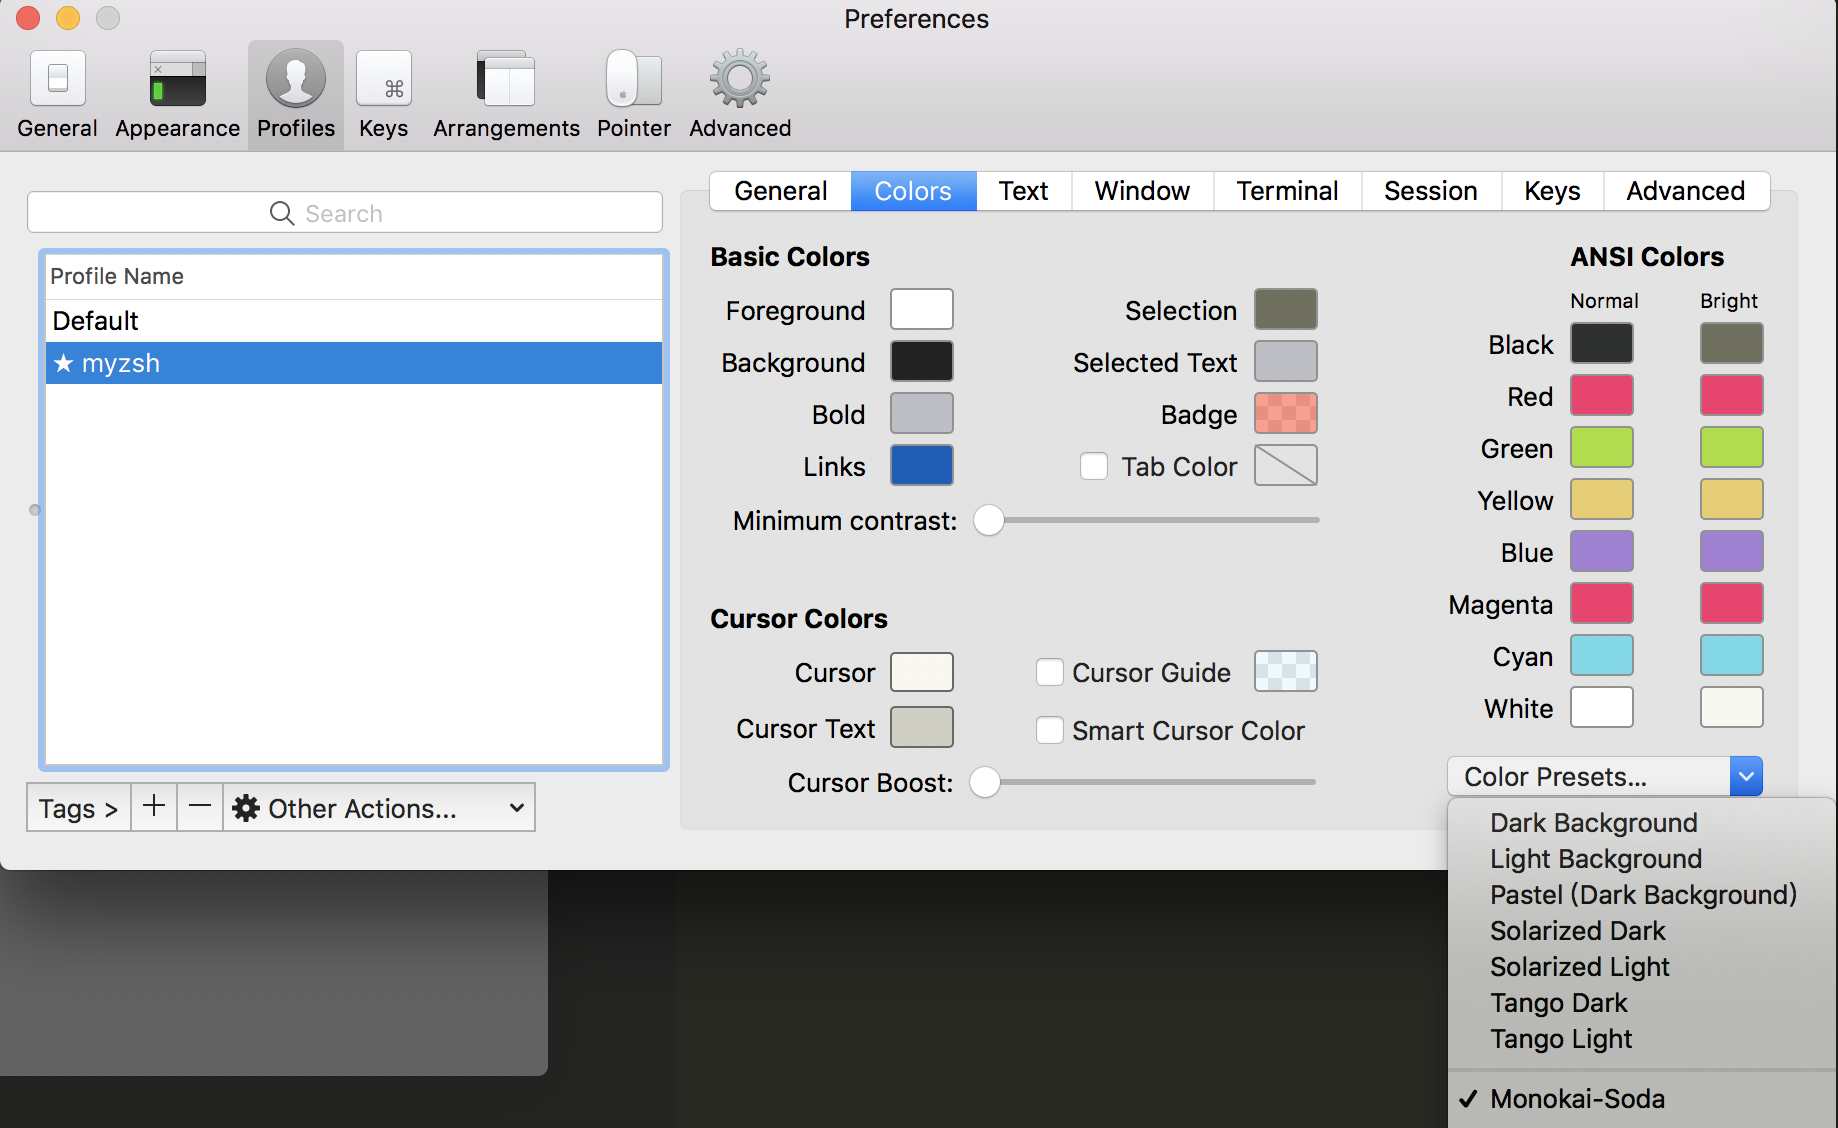 Preferences
General Appearance Profiles Keys Arrangements Pointer Advanced
Search
Profile Name
Default
★ myzsh
Tags > + — Other Actions...
General Colors Text Window Terminal Session Keys Advanced
Basic Colors
Foreground Selection
Background Selected Text
Bold Badge
Links Tab Color
Minimum contrast:
Cursor Colors
Cursor Cursor Guide
Cursor Text Smart Cursor Color
Cursor Boost:
ANSI Colors
Normal Bright
Black
Red
Green
Yellow
Blue
Magenta
Cyan
White
Color Presets...
Dark Background
Light Background
Pastel (Dark Background)
Solarized Dark
Solarized Light
Tango Dark
Tango Light
✓ Monokai-Soda